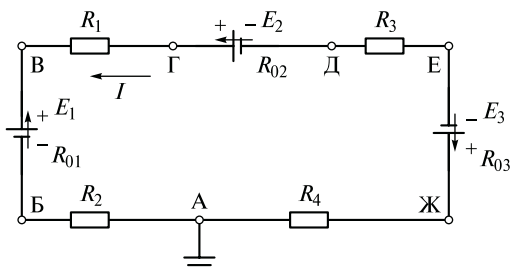 R1 + − E2 R3
В Г R02 Д Е
I
+ E1 − E3
− R01 + R03
Б R2 А R4 Ж